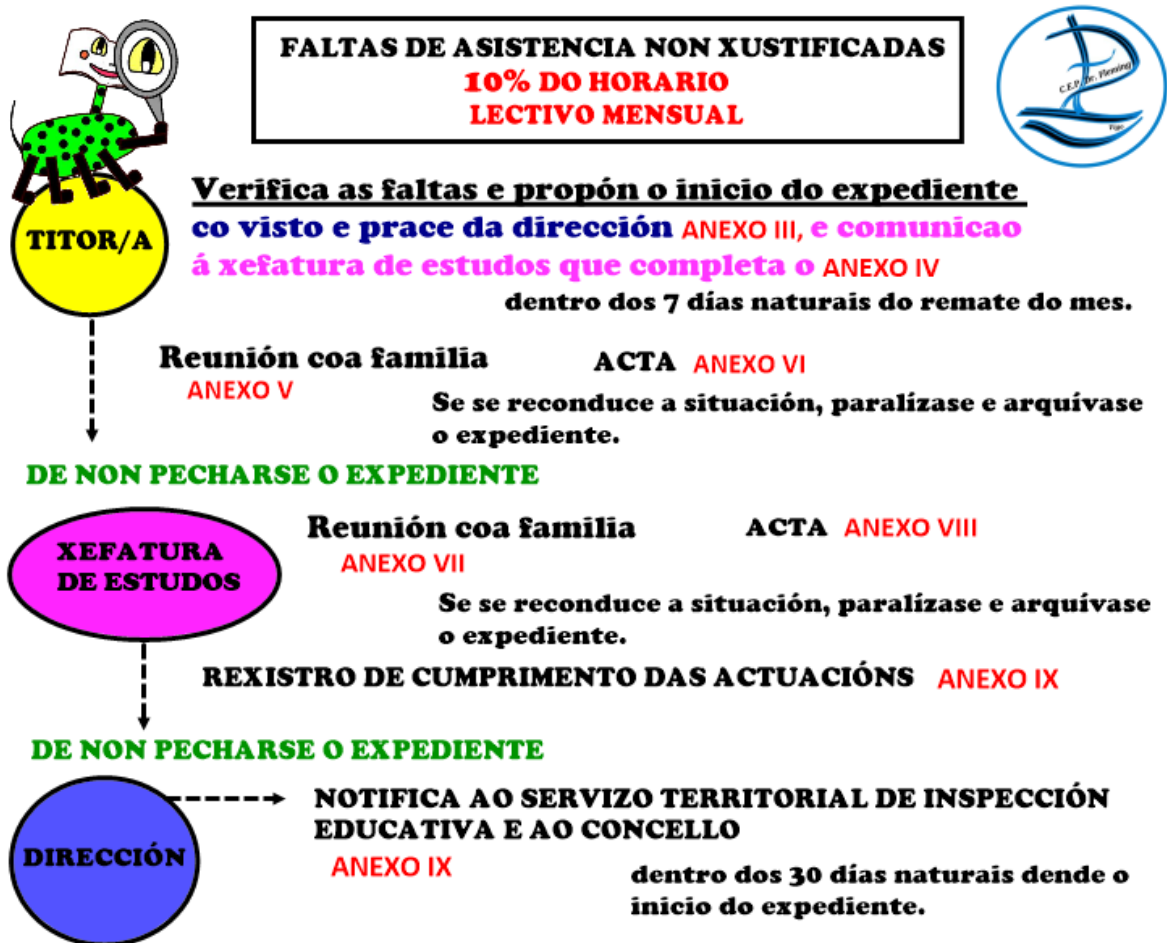 FALTAS DE ASISTENCIA NON XUSTIFICADAS
10% DO HORARIO
LECTIVO MENSUAL
C.E.P. Dr. Fleming
Vigo
TITOR/A
Verifica as faltas e propón o inicio do expediente
co visto e prace da dirección ANEXO III, e comunicao
á xefatura de estudos que completa o ANEXO IV
dentro dos 7 días naturais do remate do mes.
Reunión coa familia ACTA ANEXO VI
ANEXO V
Se se reconduce a situación, paralízase e arquívase
o expediente.
DE NON PECHARSE O EXPEDIENTE
XEFATURA
DE ESTUDOS
Reunión coa familia ACTA ANEXO VIII
ANEXO VII
Se se reconduce a situación, paralízase e arquívase
o expediente.
REXISTRO DE CUMPRIMENTO DAS ACTUACIÓNS ANEXO IX
DE NON PECHARSE O EXPEDIENTE
DIRECCIÓN
NOTIFICA AO SERVIZO TERRITORIAL DE INSPECCIÓN
EDUCATIVA E AO CONCELLO
ANEXO IX
dentro dos 30 días naturais dende o
inicio do expediente.